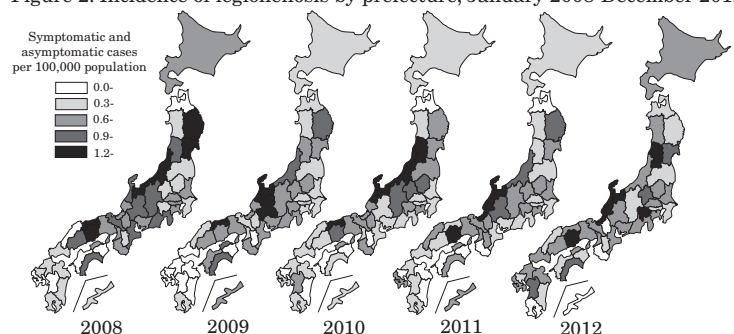 Figure 2. Incidence of legionellosis by prefecture, January 2008-December 201
Symptomatic and
asymptomatic cases
per 100,000 population
0.0-
0.3-
0.6-
0.9-
1.2-
2008 2009 2010 2011 2012